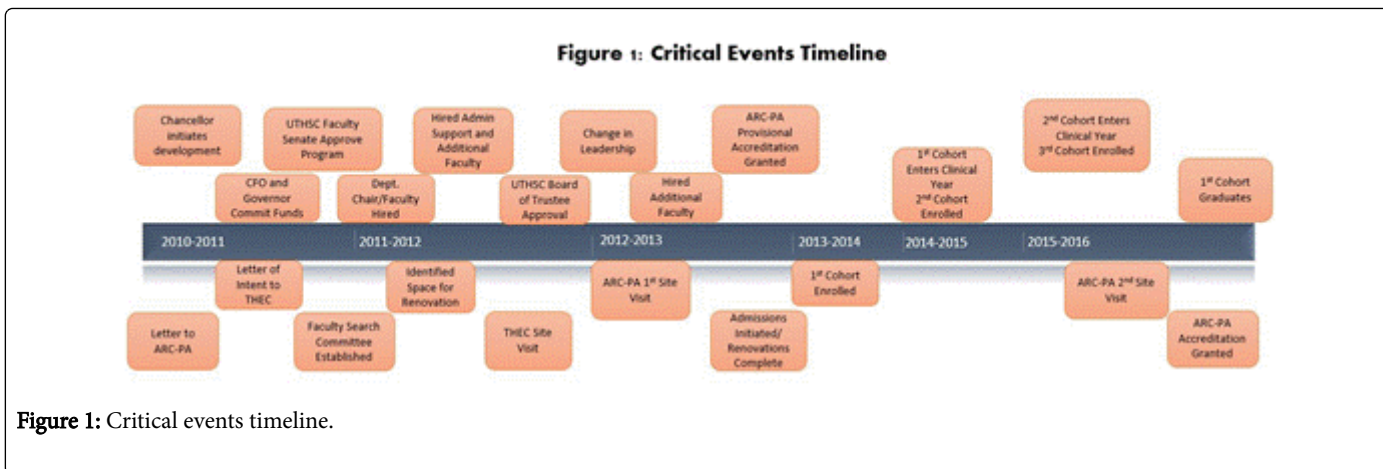 Figure 1: Critical Events Timeline
Chancellor
initiates
development
UTHSC Faculty
Senate Approve
Program
Hired Admin
Support and
Additional
Faculty
Change in
Leadership
ARC-PA
Provisional
Accreditation
Granted
2nd Cohort Enters
Clinical Year
3rd Cohort Enrolled
CFO and
Governor
Commit Funds
Dept.
Chair/Faculty
Hired
UTHSC Board
of Trustee
Approval
Hired
Additional
Faculty
1st Cohort
Enters Clinical
Year
2nd Cohort
Enrolled
1st Cohort
Graduates
2010-2011
2011-2012
2012-2013
2013-2014
2014-2015
2015-2016
Letter of
Intent to
THEC
Identified
Space for
Renovation
ARC-PA 1st Site
Visit
1st Cohort
Enrolled
ARC-PA 2nd Site
Visit
Letter to
ARC-PA
Faculty Search
Committee
Established
THEC Site
Visit
Admissions
Initiated/
Renovations
Complete
ARC-PA
Accreditation
Granted
Figure 1: Critical events timeline.